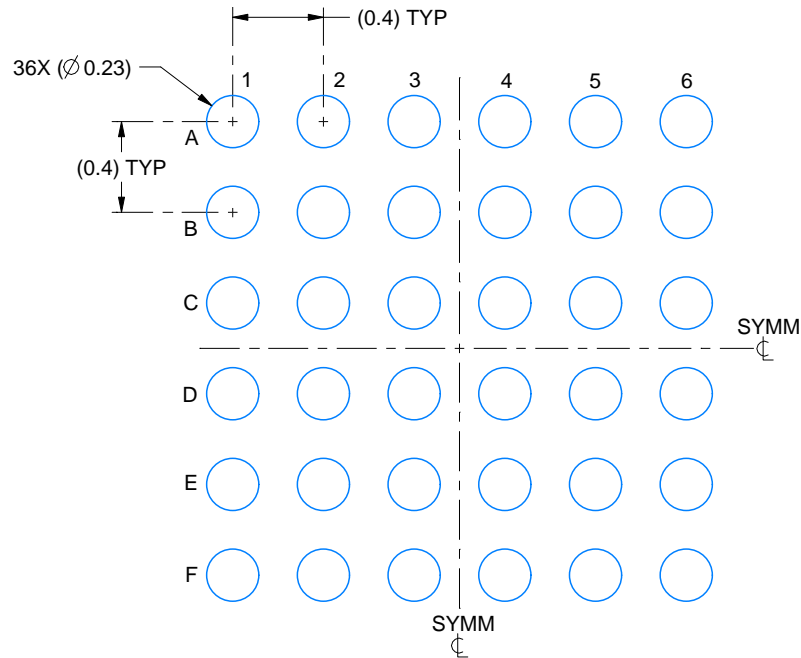 (0.4) TYP
36X (∅ 0.23)
1 2 3 4 5 6
A
(0.4) TYP
B
C
SYMM
℄
D
E
F
SYMM
℄